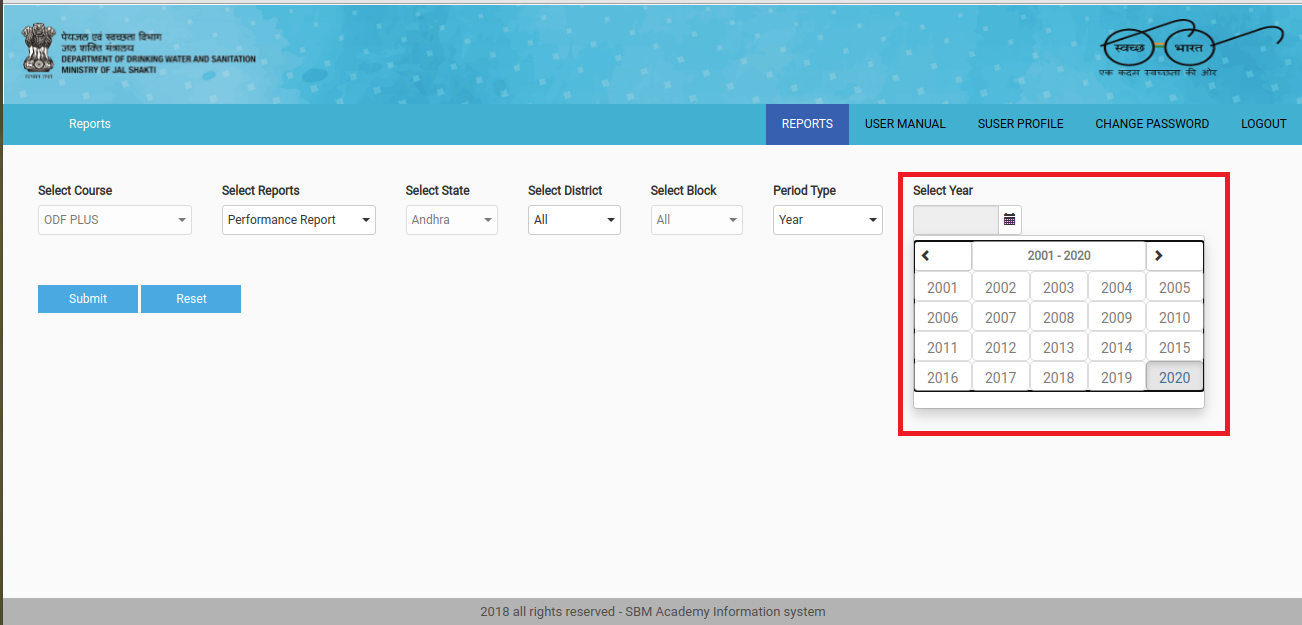 पेयजल एवं स्वच्छता विभाग
जल शक्ति मंत्रालय
DEPARTMENT OF DRINKING WATER AND SANITATION
MINISTRY OF JAL SHAKTI
स्वच्छ भारत
एक कदम स्वच्छता की ओर
Reports REPORTS USER MANUAL SUSER PROFILE CHANGE PASSWORD LOGOUT
Select Course Select Reports Select State Select District Select Block Period Type Select Year
ODF PLUS Performance Report Andhra All All Year
2001 - 2020
2001 2002 2003 2004 2005
2006 2007 2008 2009 2010
2011 2012 2013 2014 2015
2016 2017 2018 2019 2020
Submit Reset
2018 all rights reserved - SBM Academy Information system